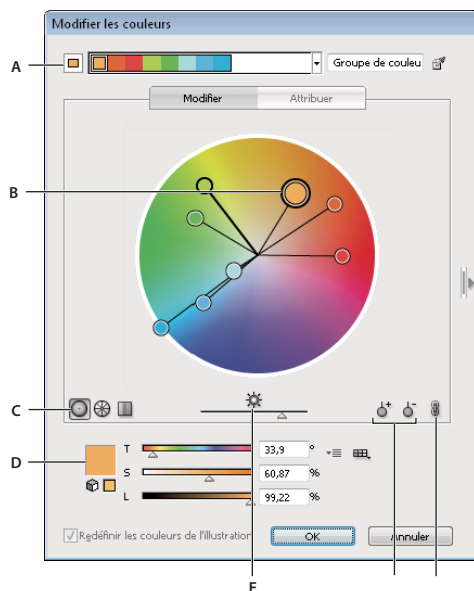 Modifier les couleurs
A
Groupe de couleu
Modifier
Attribuer
B
C
D
T
33,9
°
S
60,87
%
L
99,22
%
Redéfinir les couleurs de l'illustration
OK
Annuler